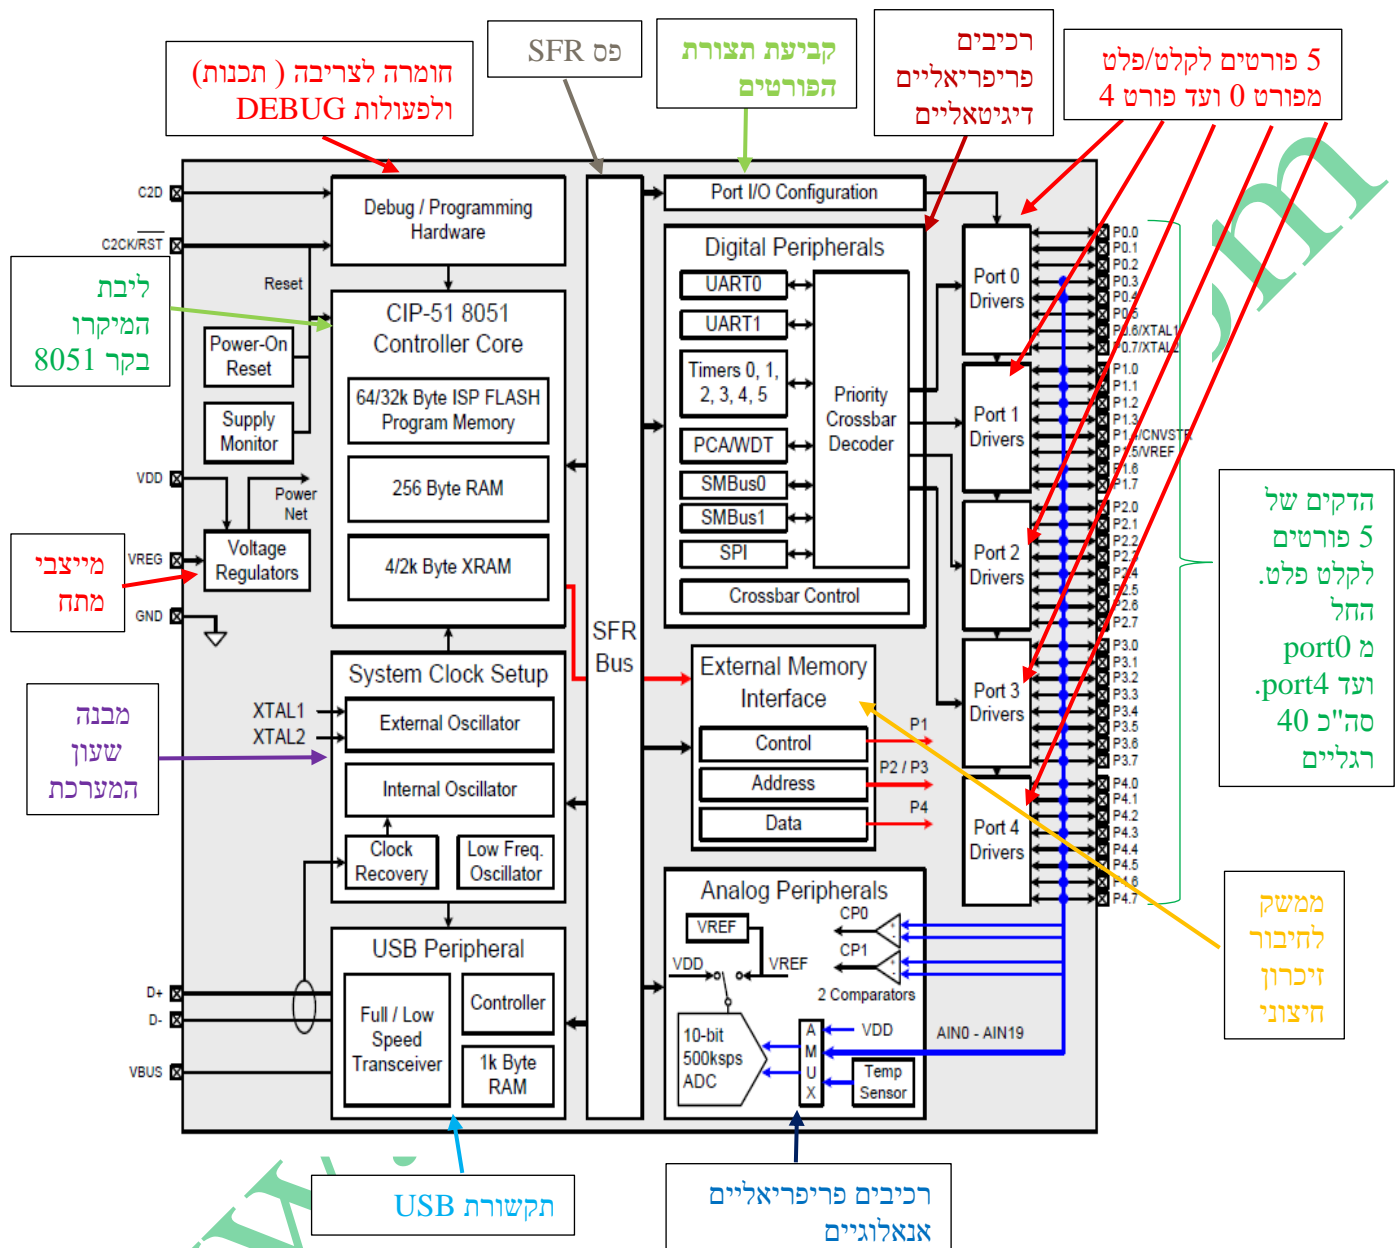 חומרה לצריבה ( תכנות)
ולפעולות DEBUG
פס SFR
קביעת תצורת
הפורטים
רכיבים
פריפריאליים
דיגיטאליים
5 פורטים לקלט/פלט
מפורט 0 ועד פורט 4
C2D
C2CK/RST
Debug / Programming
Hardware
Reset
ליבת
המיקרו
בקר 8051
Power-On
Reset
Supply
Monitor
CIP-51 8051
Controller Core
64/32k Byte ISP FLASH
Program Memory
256 Byte RAM
4/2k Byte XRAM
VDD
Power
Net
VREG
Voltage
Regulators
GND
מייצבי
מתח
System Clock Setup
XTAL1
XTAL2
External Oscillator
Internal Oscillator
Clock
Recovery
Low Freq.
Oscillator
מבנה
שעון
המערכת
USB Peripheral
D+
D-
VBUS
Full / Low
Speed
Transceiver
Controller
1k Byte
RAM
תקשורת USB
SFR
Bus
Port I/O Configuration
Digital Peripherals
UART0
UART1
Timers 0, 1,
2, 3, 4, 5
PCA/WDT
SMBus0
SMBus1
SPI
Priority
Crossbar
Decoder
Crossbar Control
External Memory
Interface
Control
Address
Data
P1
P2 / P3
P4
Analog Peripherals
VREF
VDD
VREF
CP0
CP1
+
-
+
-
2 Comparators
10-bit
500ksps
ADC
A
M
U
X
VDD
Temp
Sensor
AIN0 - AIN19
רכיבים פריפריאליים
אנאלוגיים
Port 0
Drivers
Port 1
Drivers
Port 2
Drivers
Port 3
Drivers
Port 4
Drivers
P0.0
P0.1
P0.2
P0.3
P0.4
P0.5
P0.6/XTAL1
P0.7/XTAL2
P1.0
P1.1
P1.2
P1.3
P1.4/CNVSTR
P1.5/VREF
P1.6
P1.7
P2.0
P2.1
P2.2
P2.3
P2.4
P2.5
P2.6
P2.7
P3.0
P3.1
P3.2
P3.3
P3.4
P3.5
P3.6
P3.7
P4.0
P4.1
P4.2
P4.3
P4.4
P4.5
P4.6
P4.7
הדקים של
5 פורטים
לקלט פלט.
החל
מ port0
ועד port4.
סה"כ 40
רגליים
ממשק
לחיבור
זיכרון
חיצוני